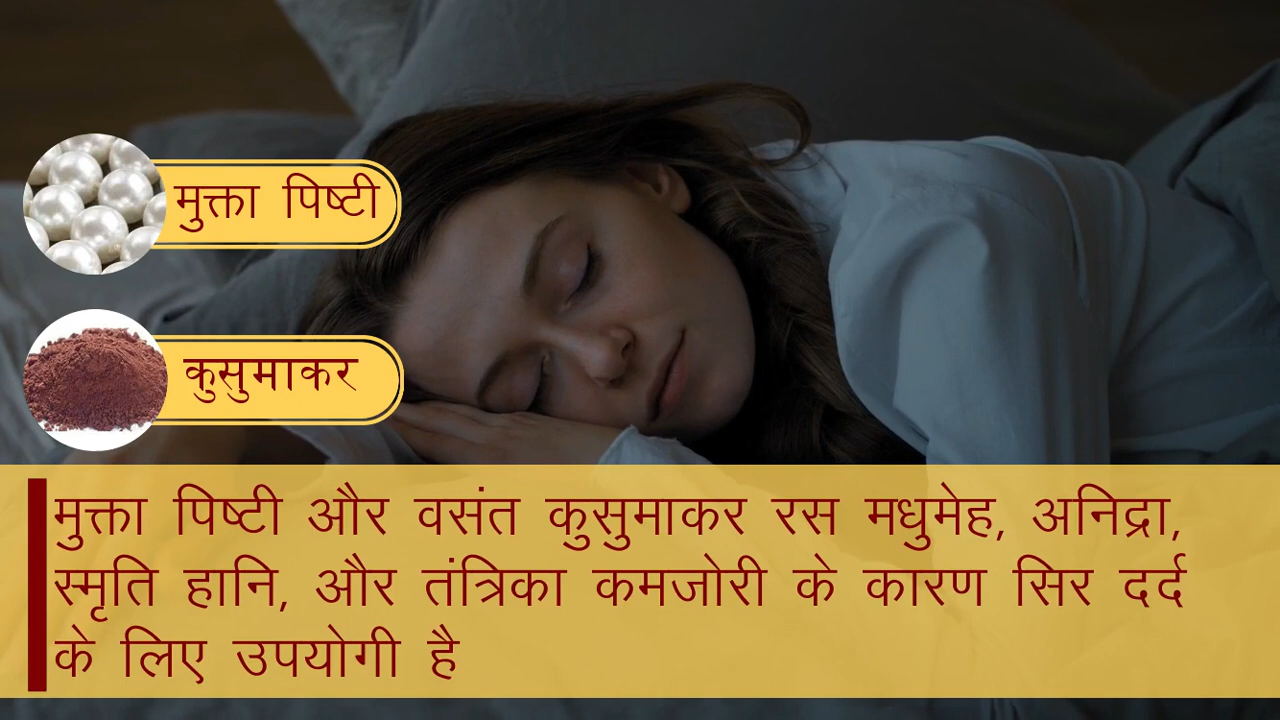 मुक्ता पिष्टी
कुसुमाकर
मुक्ता पिष्टी और वसंत कुसुमाकर रस मधुमेह, अनिद्रा,
स्मृति हानि, और तंत्रिका कमजोरी के कारण सिर दर्द
के लिए उपयोगी है